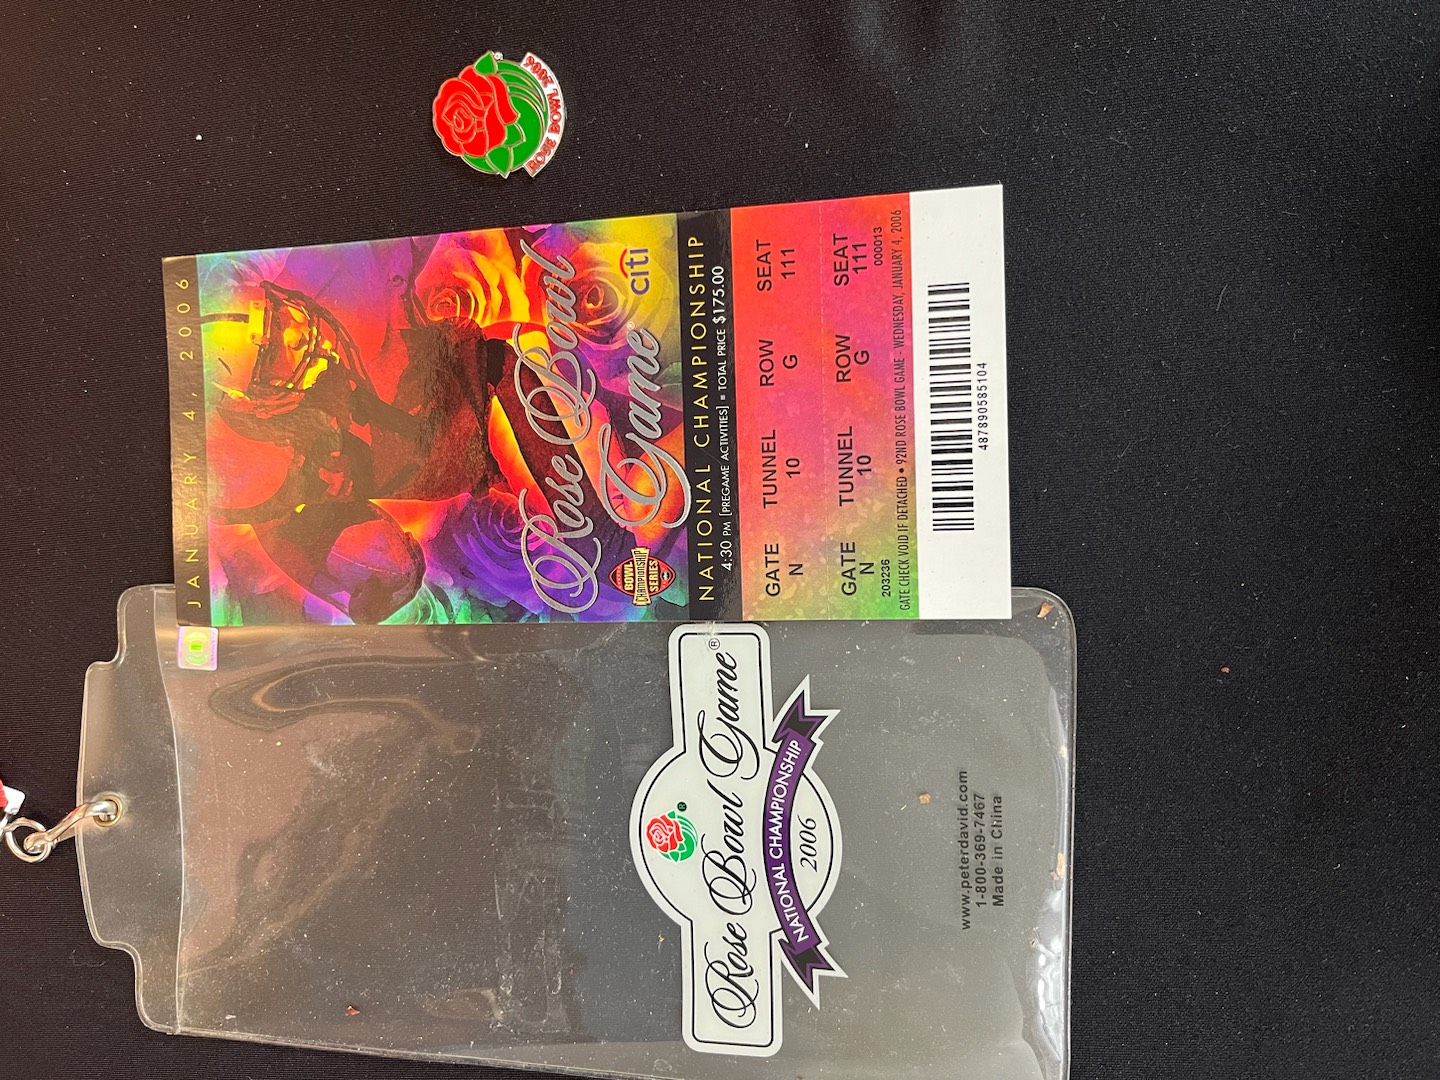 ROSE BOWL 2006
JANUARY 4, 2006
Rose Bowl
Game
citi
BOWL
CHAMPIONSHIP
SERIES
NATIONAL CHAMPIONSHIP
4:30 PM [PREGAME ACTIVITIES] ■ TOTAL PRICE $175.00
GATE TUNNEL ROW SEAT
N 10 G 111
GATE TUNNEL ROW SEAT
N 10 G 111
203236 000013
GATE CHECK VOID IF DETACHED • 92ND ROSE BOWL GAME - WEDNESDAY, JANUARY 4, 2006
487890585104
Rose Bowl Game®
NATIONAL CHAMPIONSHIP
2006
www.peterdavid.com
1-800-369-7467
Made in China